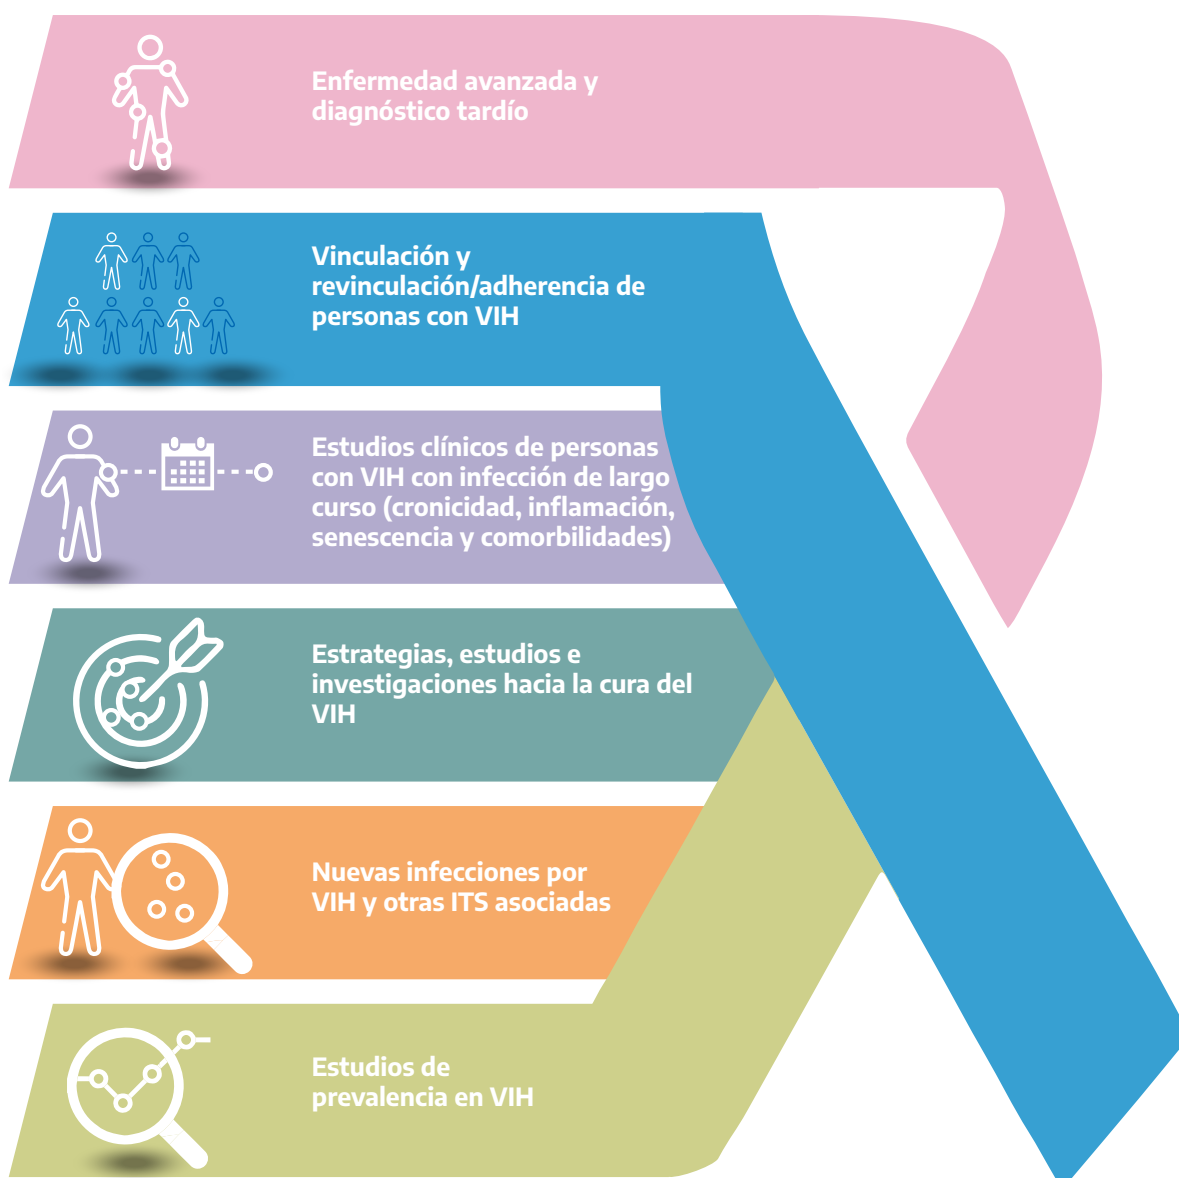 Enfermedad avanzada y
diagnóstico tardío
Vinculación y
revinculación/adherencia de
personas con VIH
Estudios clínicos de personas
con VIH con infección de largo
curso (cronicidad, inflamación,
senescencia y comorbilidades)
Estrategias, estudios e
investigaciones hacia la cura del
VIH
Nuevas infecciones por
VIH y otras ITS asociadas
Estudios de
prevalencia en VIH